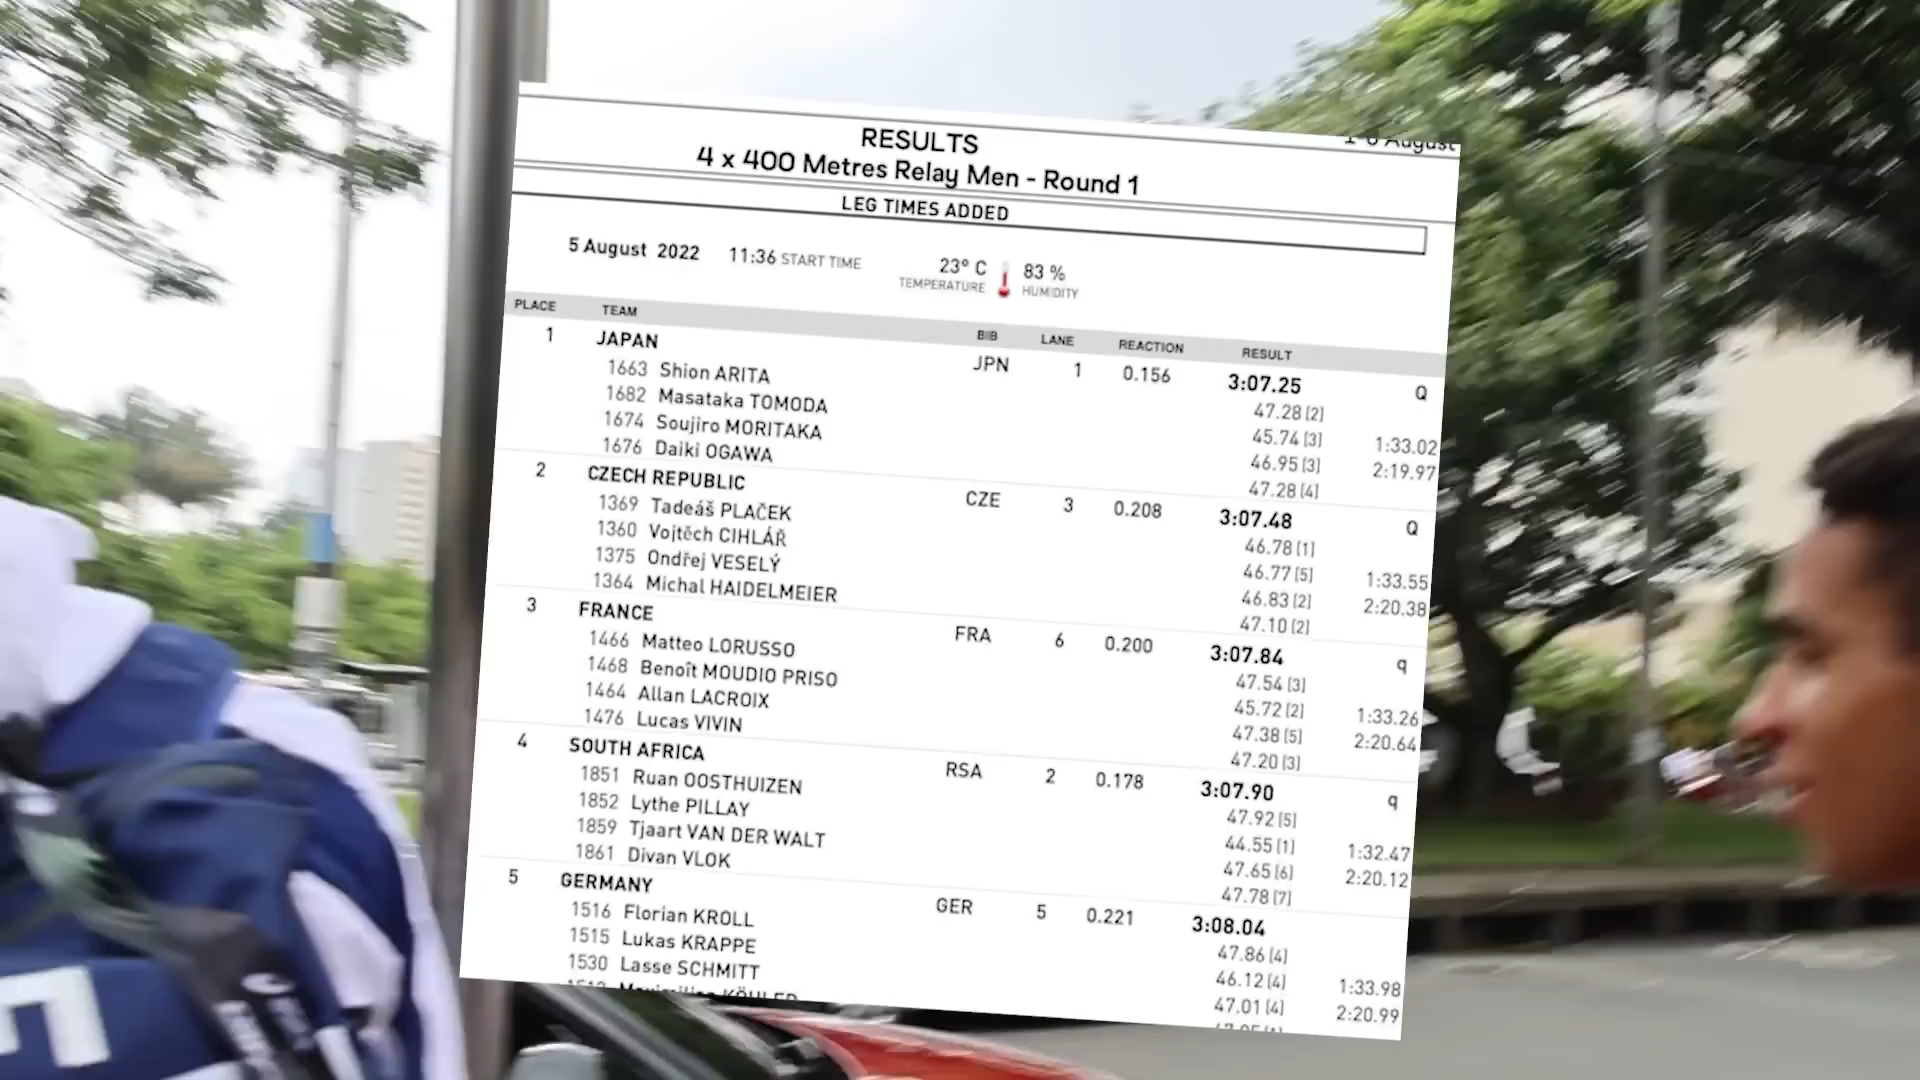 1-6 August
RESULTS
4 x 400 Metres Relay Men - Round 1
LEG TIMES ADDED
5 August 2022 11:36 START TIME 23° C TEMPERATURE 83 % HUMIDITY
PLACE TEAM BIB LANE REACTION RESULT
1 JAPAN JPN 1 0.156 3:07.25 Q
1663 Shion ARITA 47.28 (2)
1682 Masataka TOMODA 45.74 (3) 1:33.02
1674 Soujiro MORITAKA 46.95 (3) 2:19.97
1676 Daiki OGAWA 47.28 (4)
2 CZECH REPUBLIC CZE 3 0.208 3:07.48 Q
1369 Tadeáš PLAČEK 46.78 (1)
1360 Vojtěch CIHLÁŘ 46.77 (5) 1:33.55
1375 Ondřej VESELÝ 46.83 (2) 2:20.38
1364 Michal HAIDELMEIER 47.10 (2)
3 FRANCE FRA 6 0.200 3:07.84 q
1466 Matteo LORUSSO 47.54 (3)
1468 Benoît MOUDIO PRISO 45.72 (2) 1:33.26
1464 Allan LACROIX 47.38 (5) 2:20.64
1476 Lucas VIVIN 47.20 (3)
4 SOUTH AFRICA RSA 2 0.178 3:07.90 q
1851 Ruan OOSTHUIZEN 47.92 (5)
1852 Lythe PILLAY 44.55 (1) 1:32.47
1859 Tjaart VAN DER WALT 47.65 (6) 2:20.12
1861 Divan VLOK 47.78 (7)
5 GERMANY GER 5 0.221 3:08.04
1516 Florian KROLL 47.86 (4)
1515 Lukas KRAPPE 46.12 (4) 1:33.98
1530 Lasse SCHMITT 47.01 (4) 2:20.99
Maximilian KÖHLER